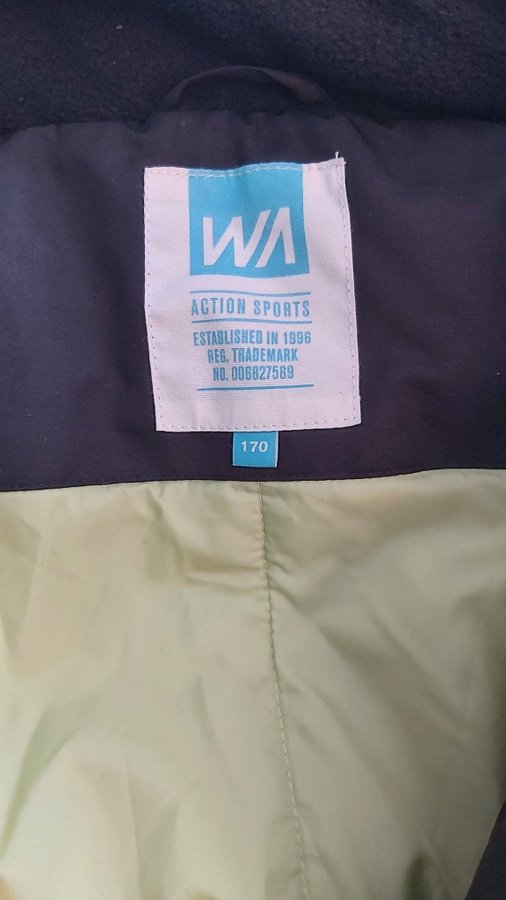 WA
ACTION SPORTS
ESTABLISHED IN 1996
REG. TRADEMARK
NO. 006827589
170